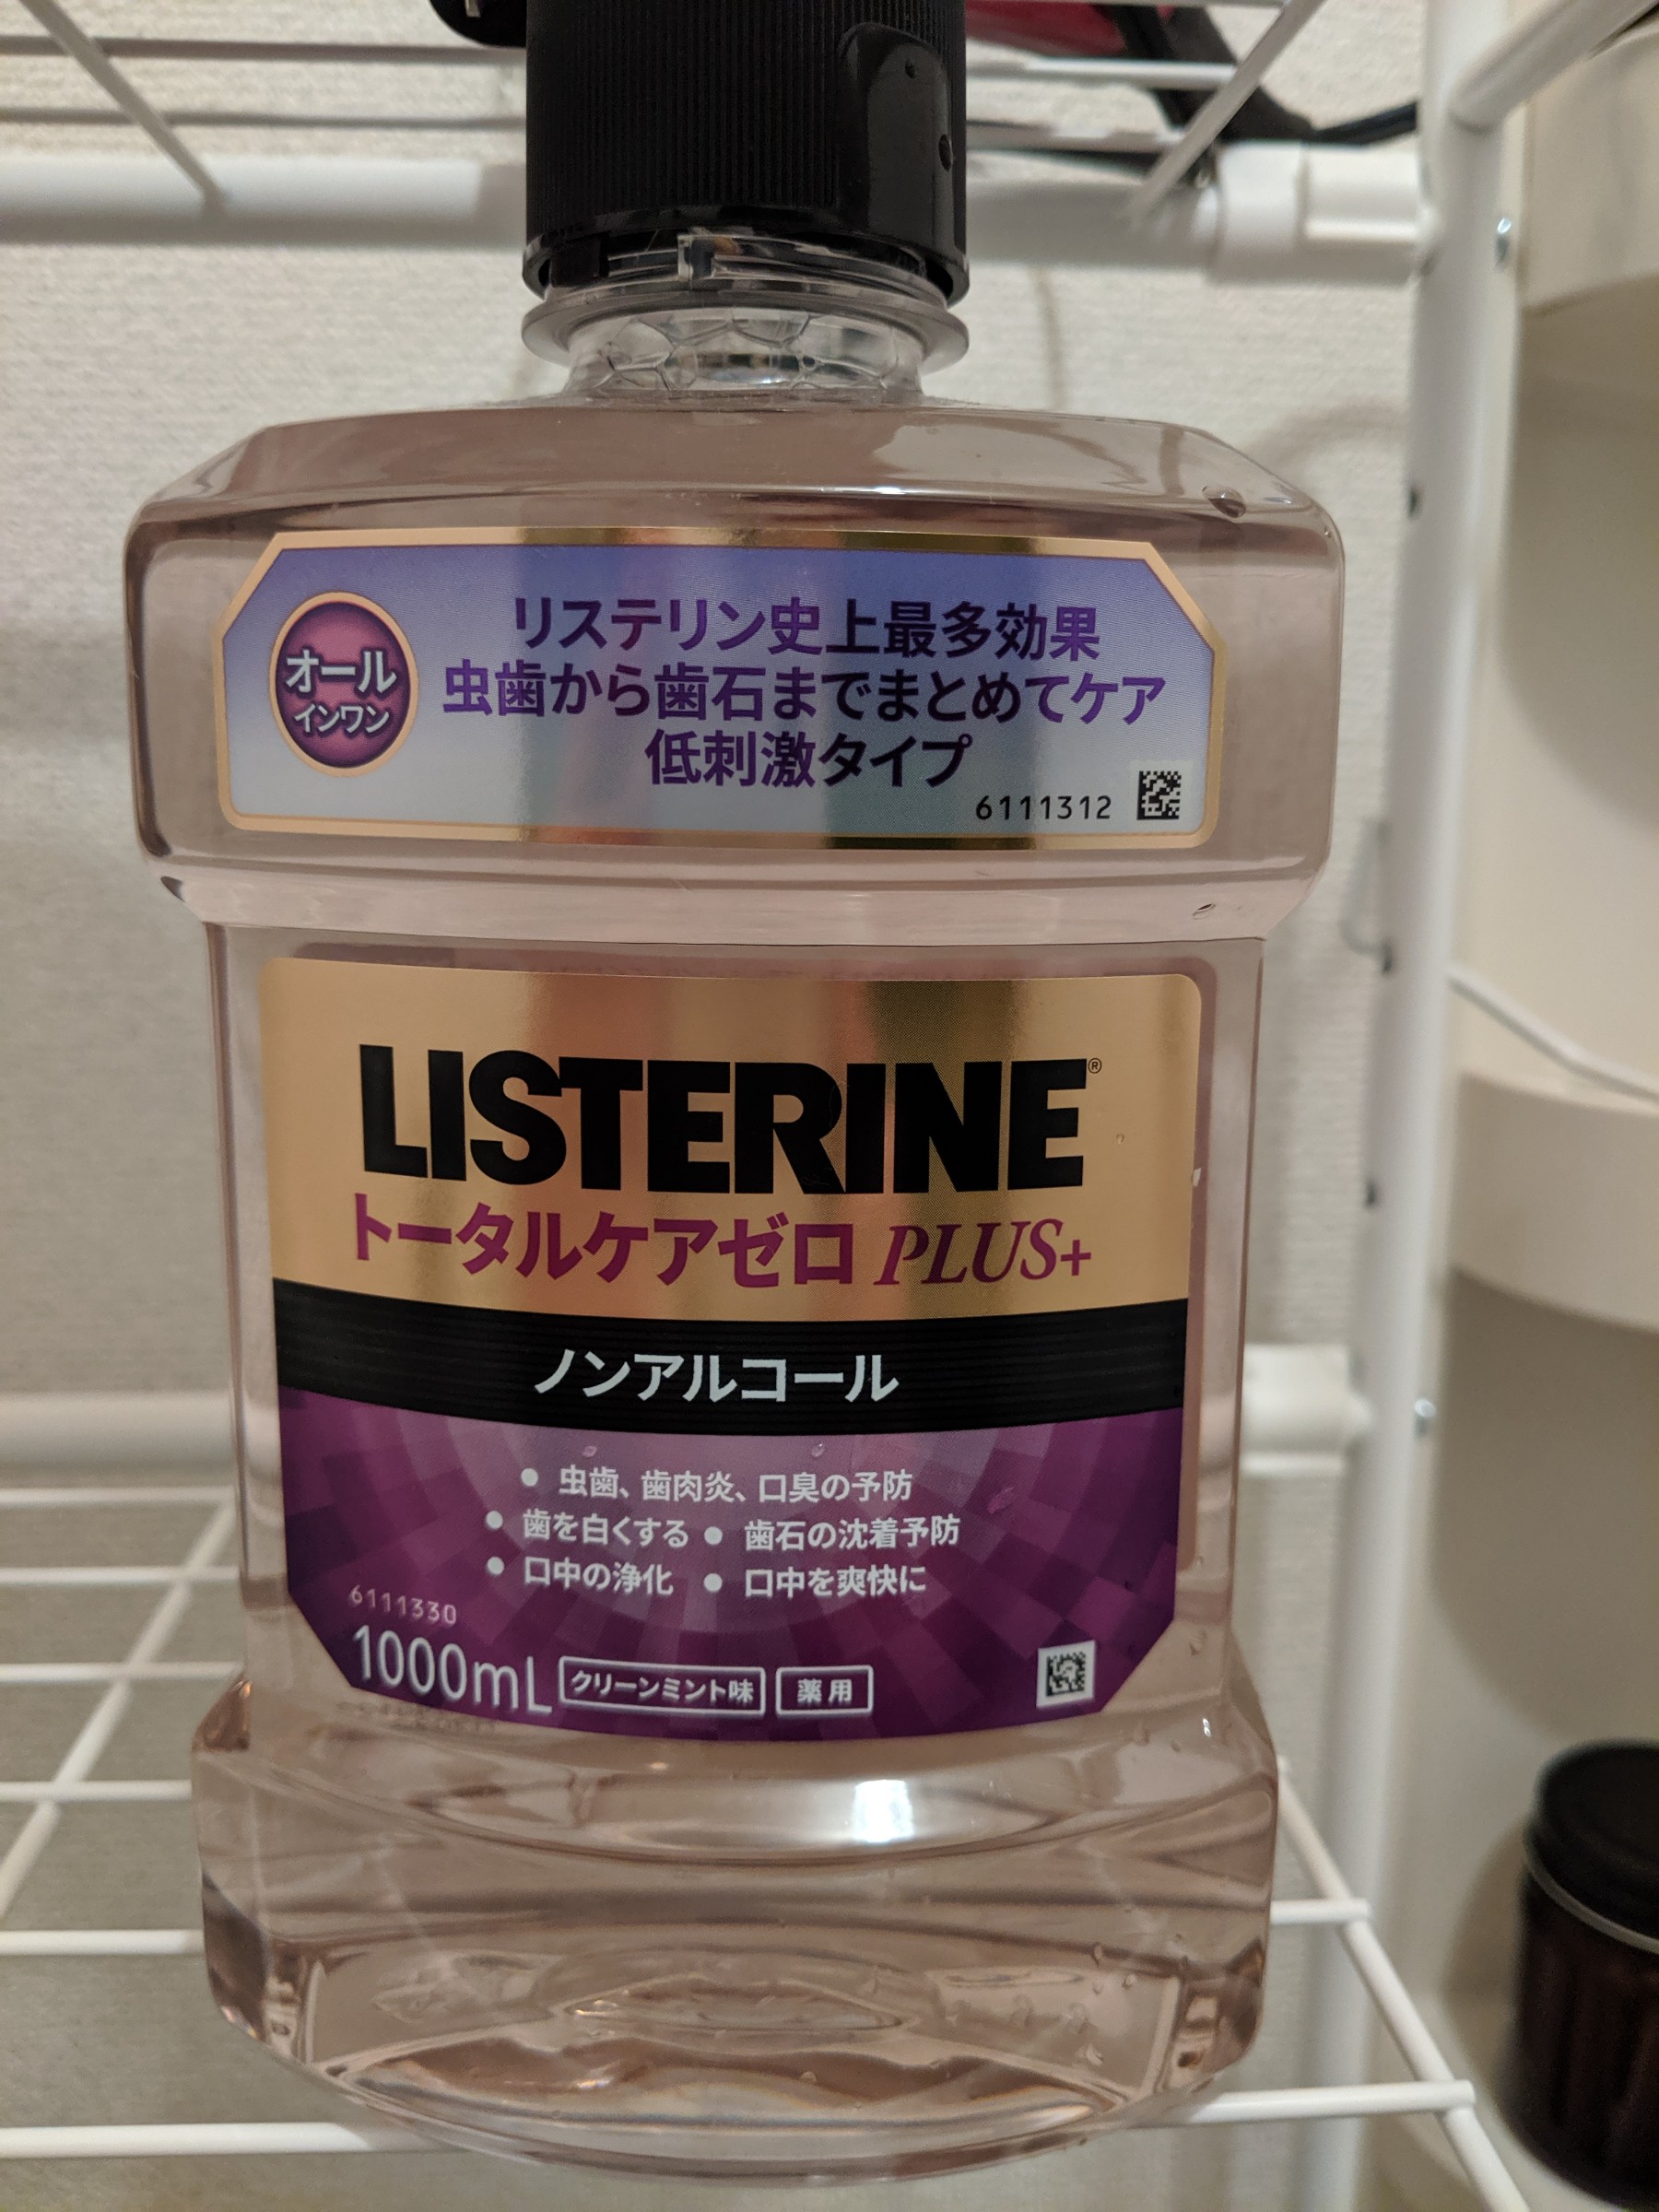 オール
インワン
リステリン史上最多効果
虫歯から歯石までまとめてケア
低刺激タイプ
6111312
LISTERINE®
トータルケアゼロ PLUS+
ノンアルコール
● 虫歯、歯肉炎、口臭の予防
● 歯を白くする ● 歯石の沈着予防
● 口中の浄化 ● 口中を爽快に
6111330
1000mL クリーンミント味 薬用